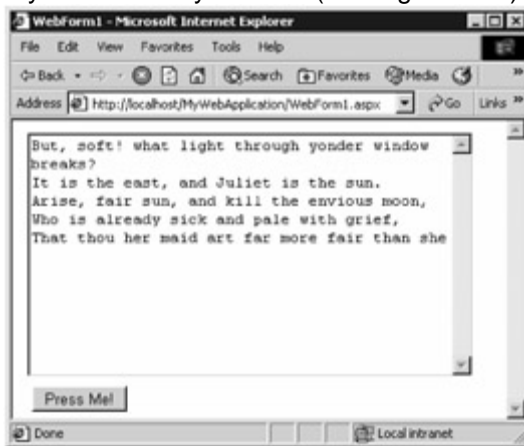 WebForm1 - Microsoft Internet Explorer
File Edit View Favorites Tools Help
Back Search Favorites Media »
Address http://localhost/MyWebApplication/WebForm1.aspx Go Links »
But, soft! what light through yonder window
breaks?
It is the east, and Juliet is the sun.
Arise, fair sun, and kill the envious moon,
Who is already sick and pale with grief,
That thou her maid art far more fair than she
Press Me!
Done Local intranet